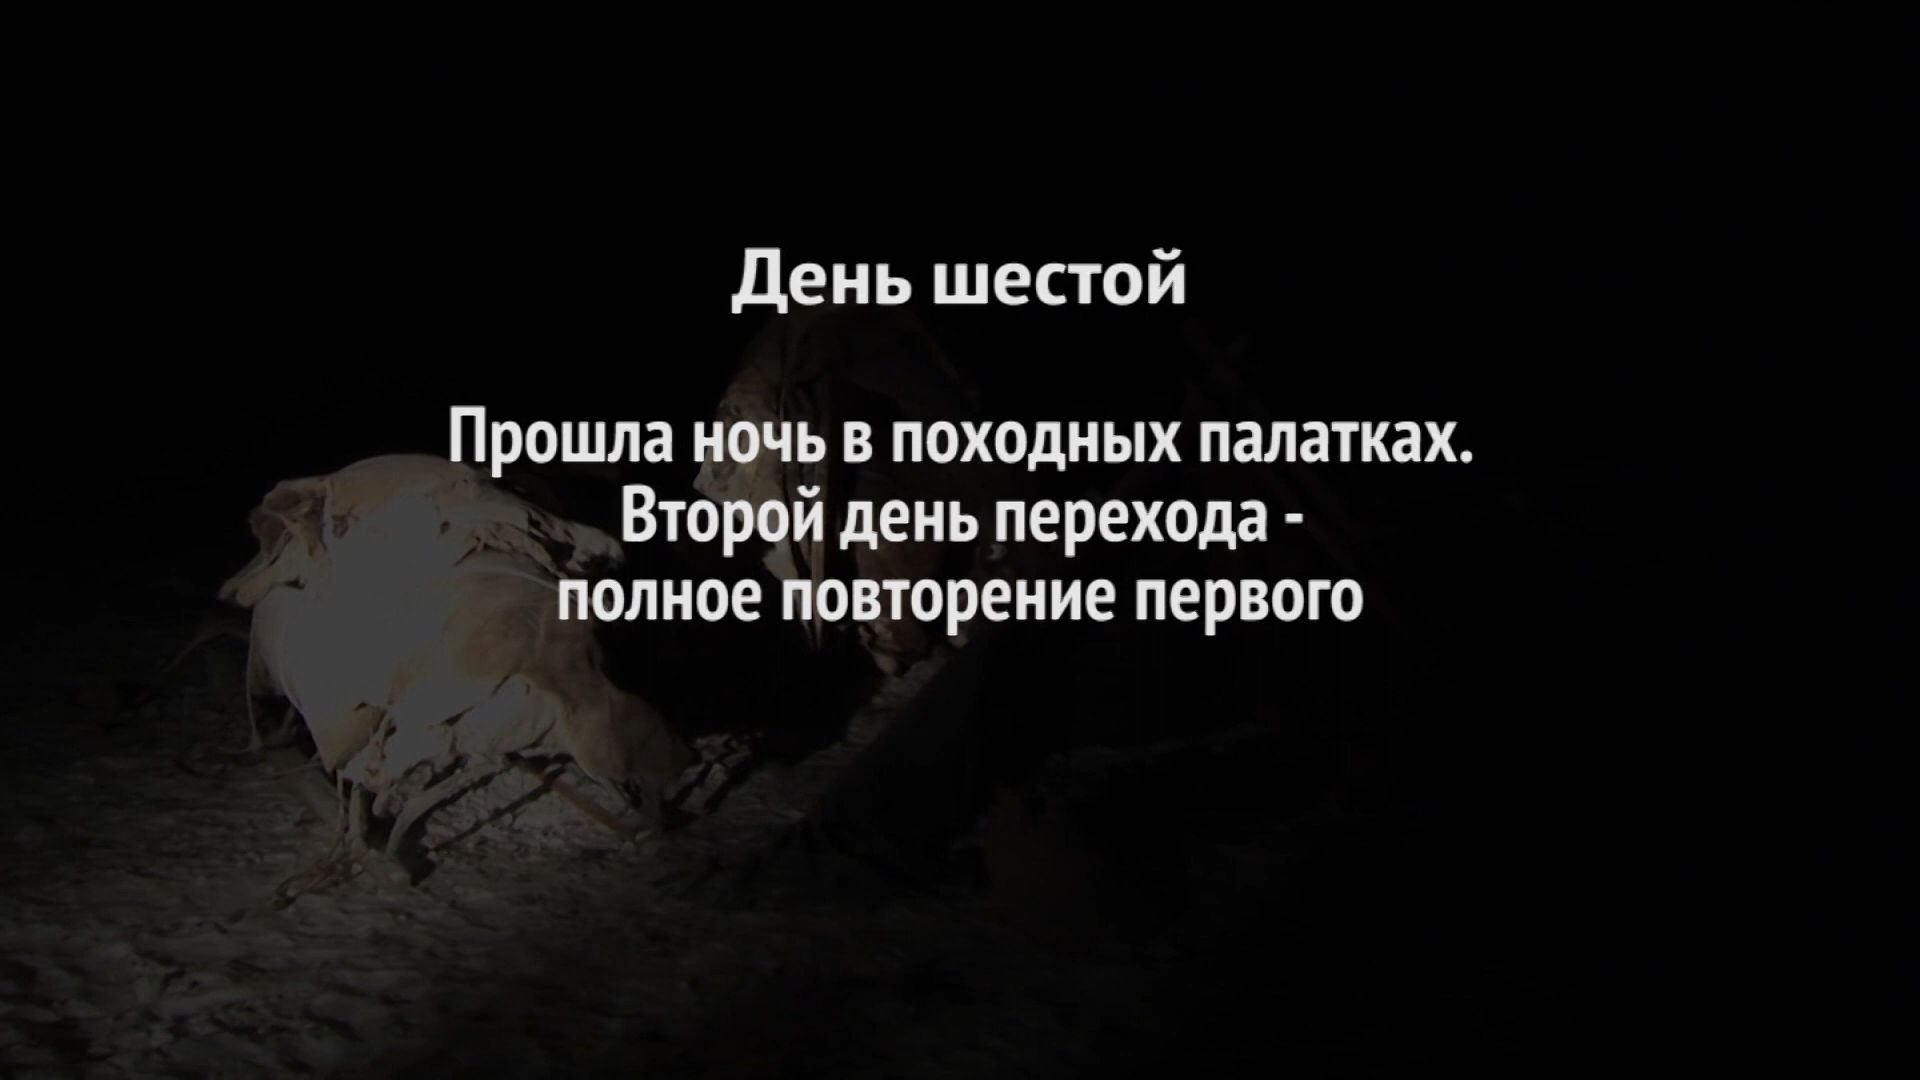 День шестой
Прошла ночь в походных палатках.
Второй день перехода -
полное повторение первого